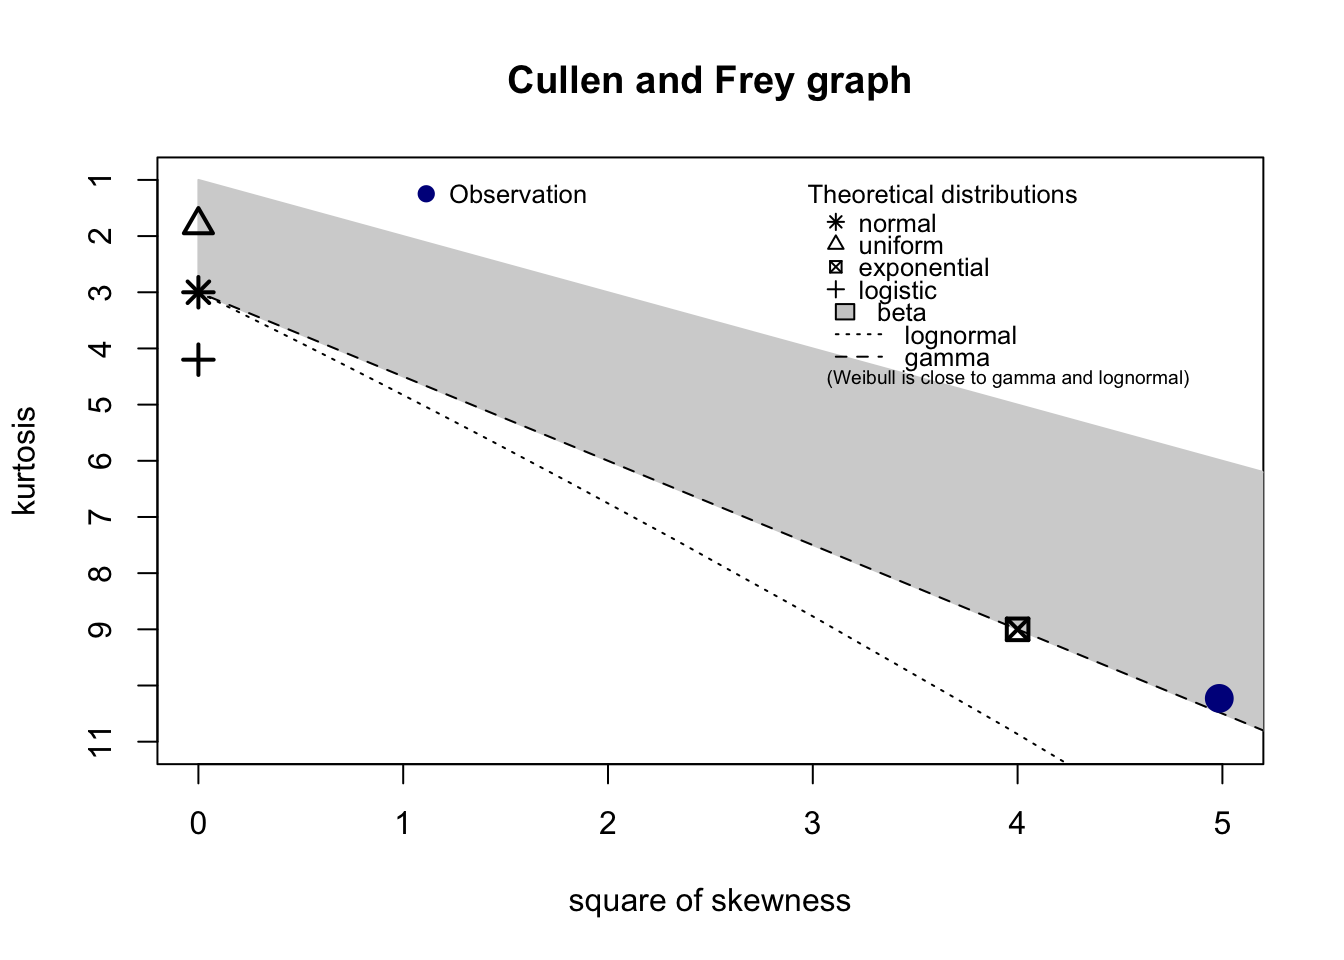 Cullen and Frey graph
Observation
Theoretical distributions
normal
uniform
exponential
logistic
beta
lognormal
gamma
(Weibull is close to gamma and lognormal)
kurtosis
1
2
3
4
5
6
7
8
9
11
0 1 2 3 4 5
square of skewness